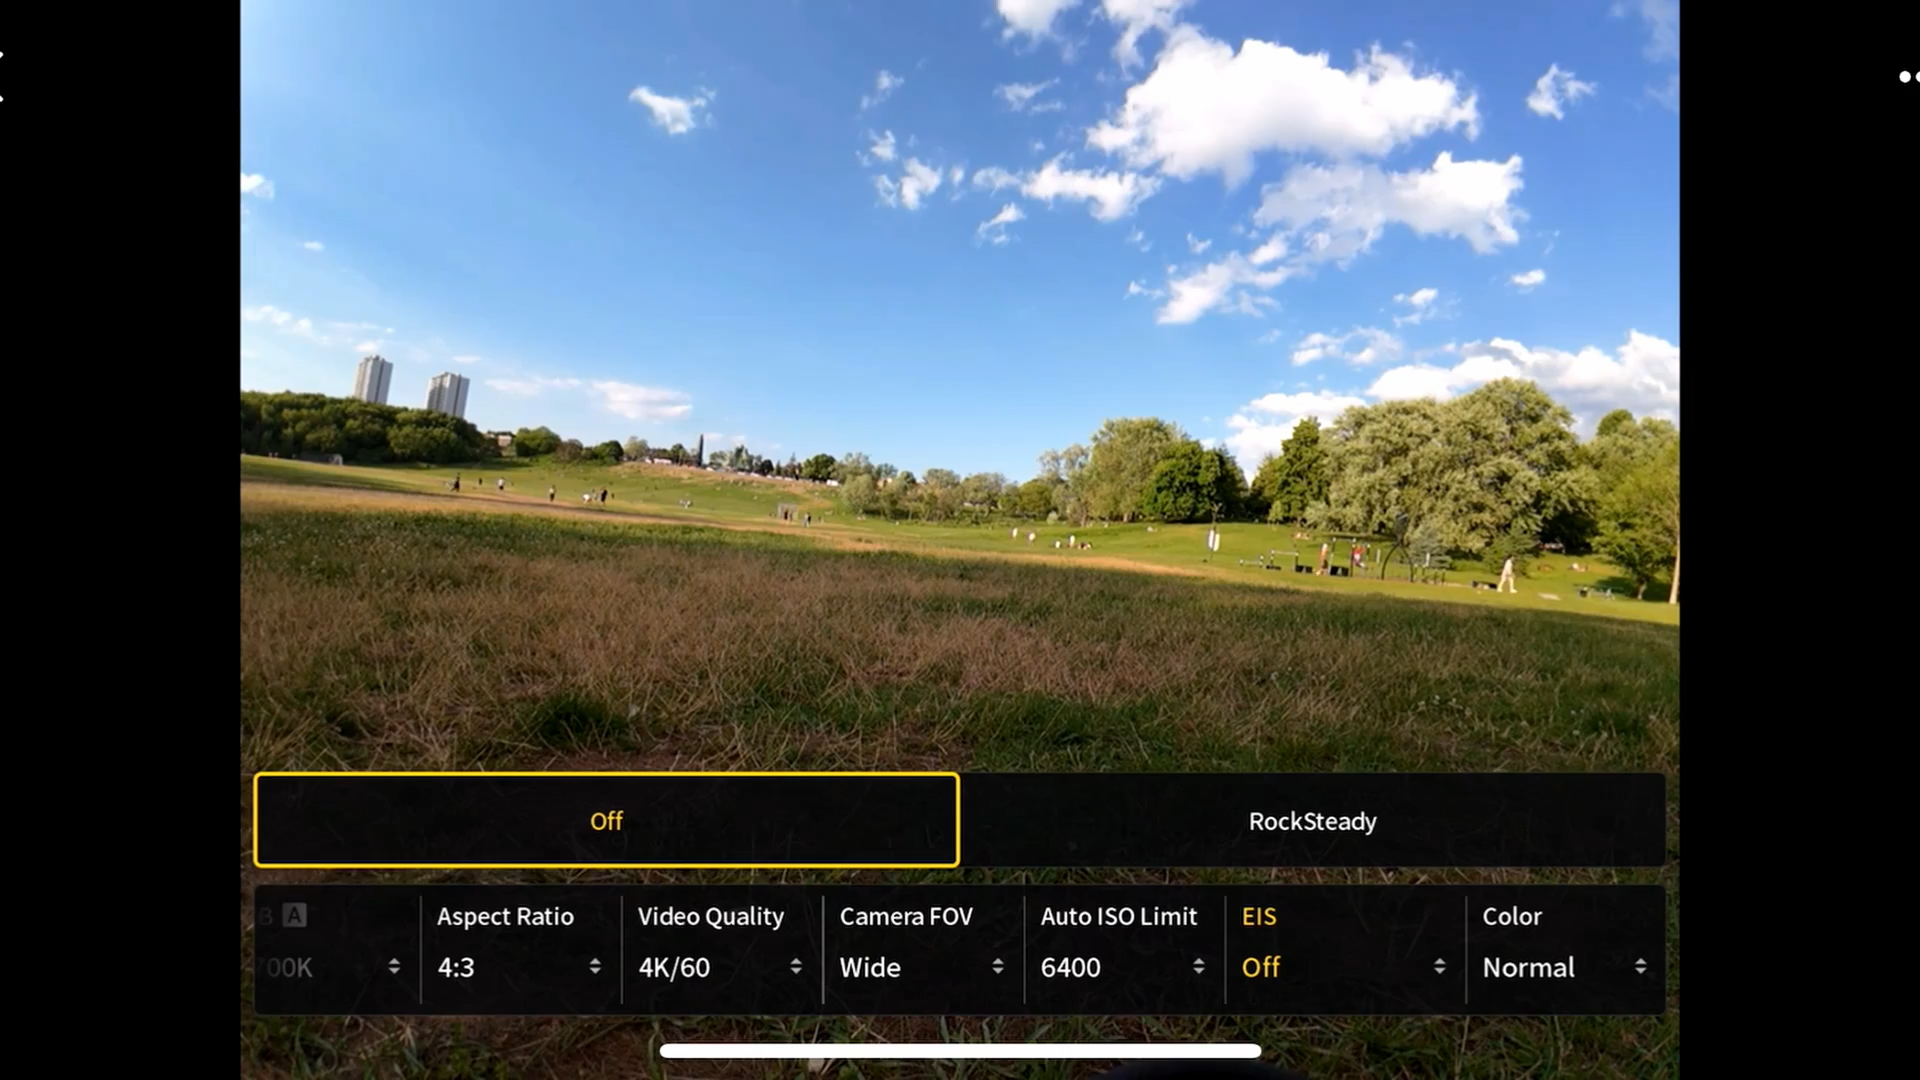 Off
RockSteady
B A
Aspect Ratio
Video Quality
Camera FOV
Auto ISO Limit
EIS
Color
00K
4:3
4K/60
Wide
6400
Off
Normal